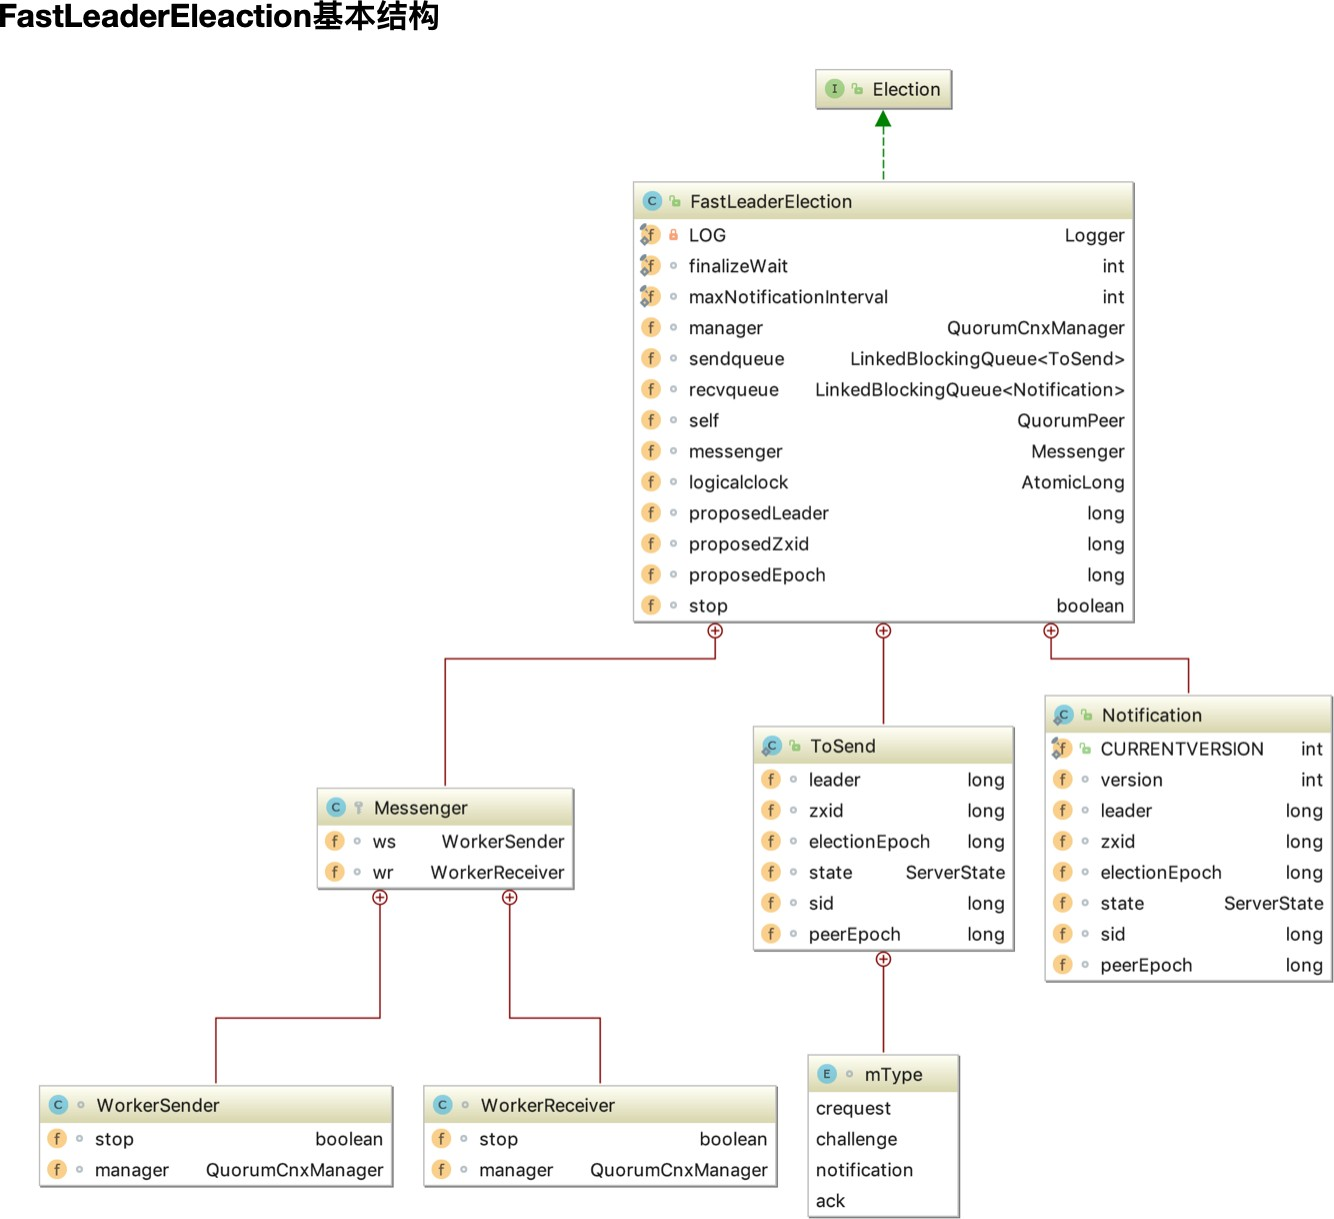 FastLeaderEleaction基本结构
I Election
C FastLeaderElection
f LOG Logger
f finalizeWait int
f maxNotificationInterval int
f manager QuorumCnxManager
f sendqueue LinkedBlockingQueue<ToSend>
f recvqueue LinkedBlockingQueue<Notification>
f self QuorumPeer
f messenger Messenger
f logicalclock AtomicLong
f proposedLeader long
f proposedZxid long
f proposedEpoch long
f stop boolean
C Messenger
f ws WorkerSender
f wr WorkerReceiver
C ToSend
f leader long
f zxid long
f electionEpoch long
f state ServerState
f sid long
f peerEpoch long
C Notification
f CURRENTVERSION int
f version int
f leader long
f zxid long
f electionEpoch long
f state ServerState
f sid long
f peerEpoch long
C WorkerSender
f stop boolean
f manager QuorumCnxManager
C WorkerReceiver
f stop boolean
f manager QuorumCnxManager
E mType
crequest
challenge
notification
ack